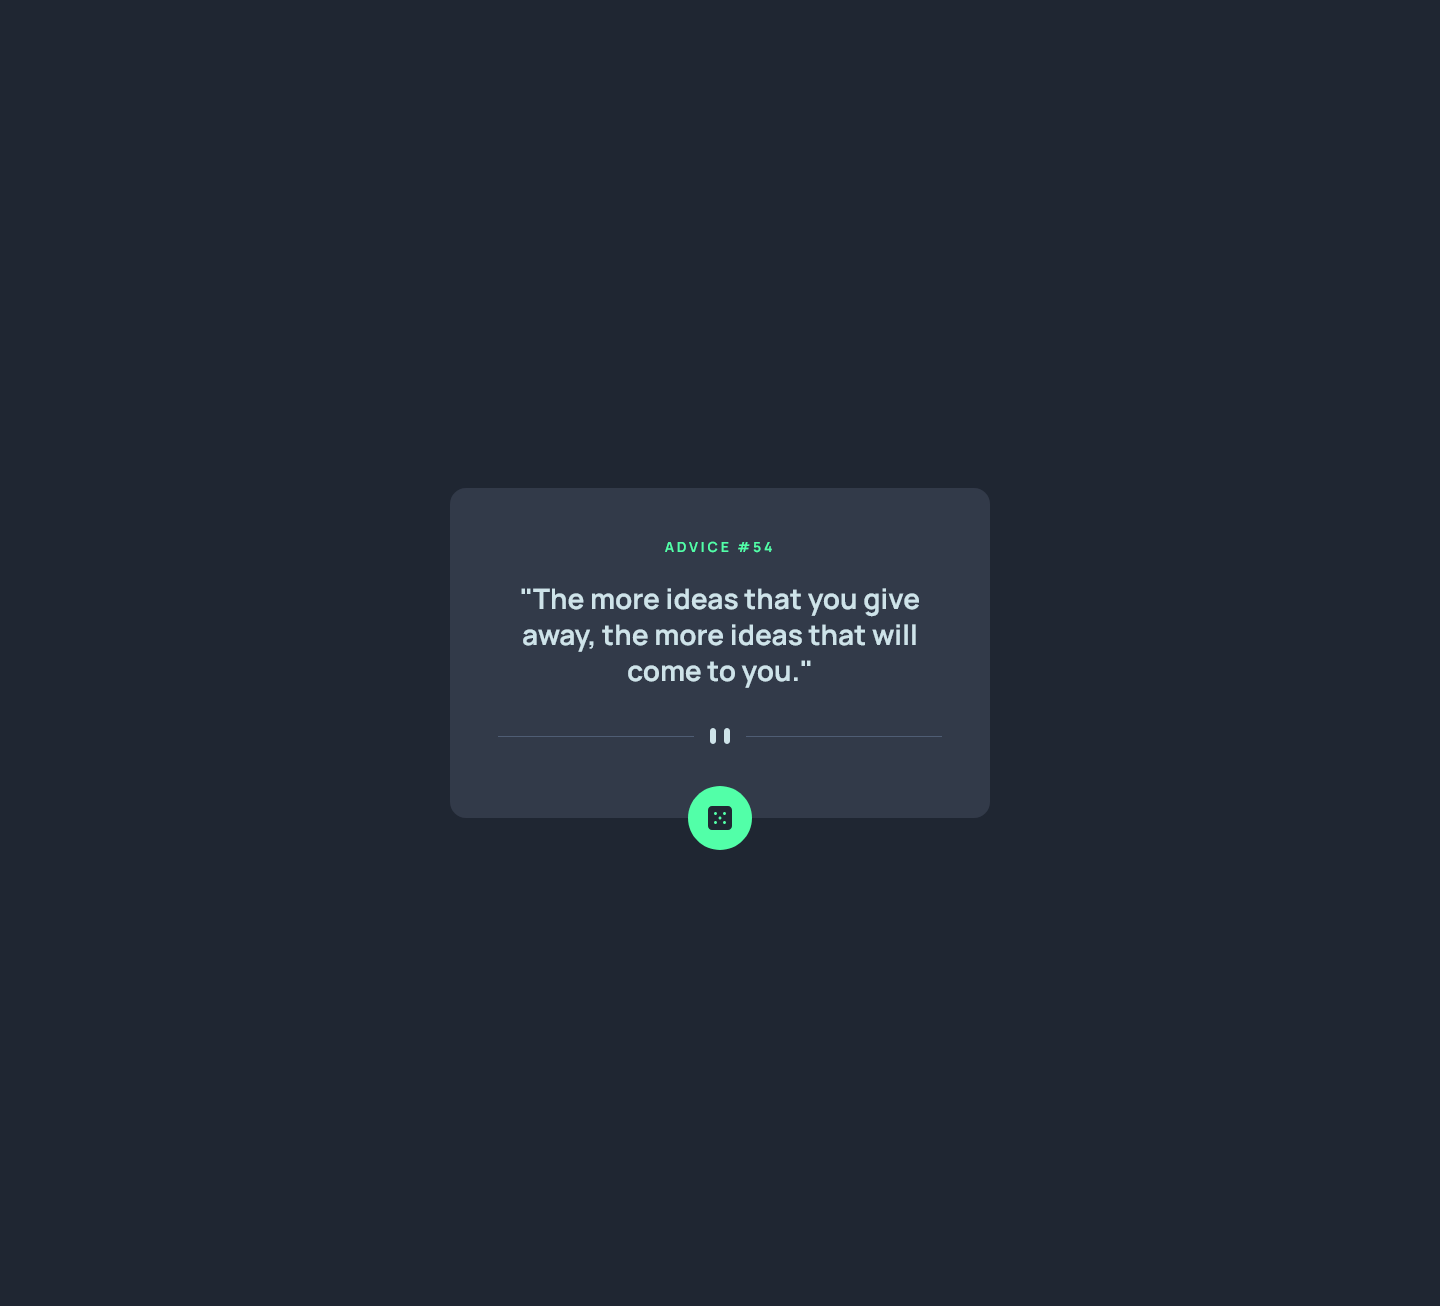 ADVICE #54
"The more ideas that you give
away, the more ideas that will
come to you."